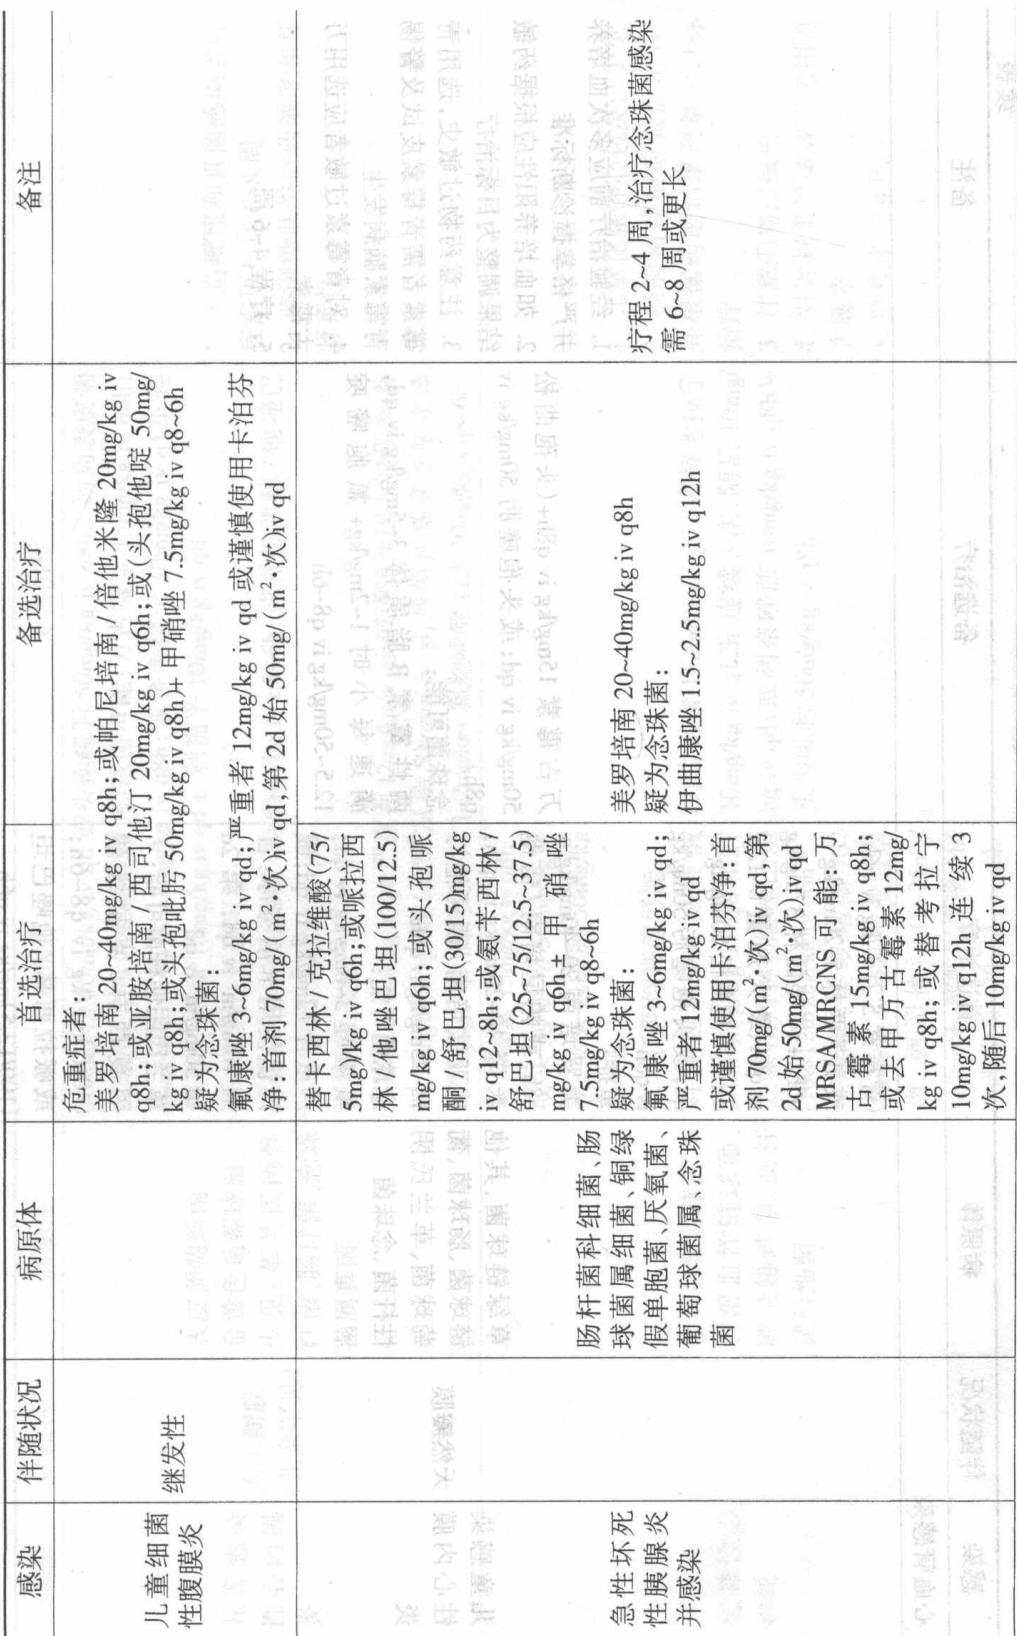 感染
伴随状况
病原体
首选治疗
备选治疗
备注
儿童细菌
性腹膜炎
继发性
危重症者：
美罗培南 20~40mg/kg iv q8h；或帕尼培南/倍他米隆 20mg/kg iv
q8h；或亚胺培南/西司他汀 20mg/kg iv q6h；或(头孢他啶 50mg/
kg iv q8h；或头孢吡肟 50mg/kg iv q8h)+ 甲硝唑 7.5mg/kg iv q8~6h
疑为念珠菌：
氟康唑 3~6mg/kg iv qd；严重者 12mg/kg iv qd 或谨慎使用卡泊芬
净：首剂 70mg/(m²·次)iv qd，第 2d 始 50mg/(m²·次)iv qd
急性坏死
性胰腺炎
并感染
肠杆菌科细菌、肠
球菌属细菌、铜绿
假单胞菌、厌氧菌、
葡萄球菌属、念珠
菌
替卡西林/克拉维酸(75/
5mg)/kg iv q6h；或哌拉西
林/他唑巴坦(100/12.5)
mg/kg iv q6h；或头孢哌
酮/舒巴坦(30/15)mg/kg
iv q12~8h；或氨苄西林/
舒巴坦(25~75/12.5~37.5)
mg/kg iv q6h± 甲硝唑
7.5mg/kg iv q8~6h
疑为念珠菌：
氟康唑 3~6mg/kg iv qd；
严重者 12mg/kg iv qd
或谨慎使用卡泊芬净：首
剂 70mg/(m²·次)iv qd，第
2d 始 50mg/(m²·次)iv qd
MRSA/MRCNS 可能：万
古霉素 15mg/kg iv q8h；
或去甲万古霉素 12mg/
kg iv q8h；或替考拉宁
10mg/kg iv q12h 连续 3
次，随后 10mg/kg iv qd
美罗培南 20~40mg/kg iv q8h
疑为念珠菌：
伊曲康唑 1.5~2.5mg/kg iv q12h
疗程 2~4 周，治疗念珠菌感染
需 6~8 周或更长